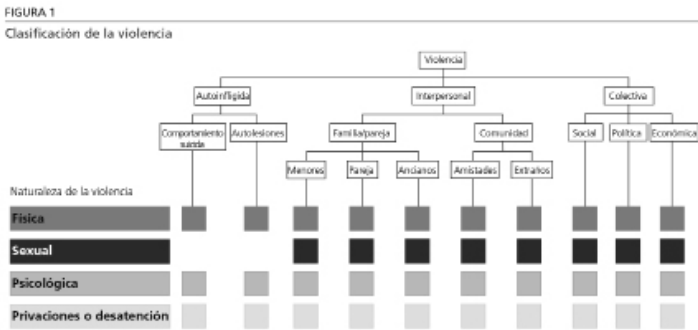 FIGURA 1
Clasificación de la violencia
Violencia
Autoinfligida Interpersonal Colectiva
Comportamiento suicida
Autolesiones Familia/pareja Comunidad Social Política Económica
Menores Pareja Ancianos Amistades Extraños
Naturaleza de la violencia
Física
Sexual
Psicológica
Privaciones o desatención